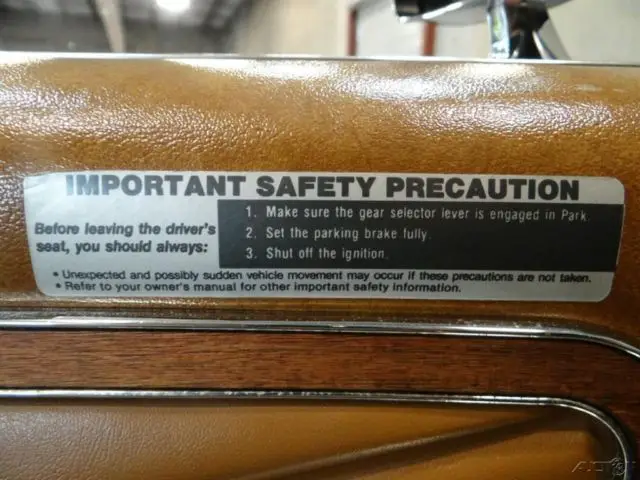 IMPORTANT SAFETY PRECAUTION
Before leaving the driver's
seat, you should always:
1. Make sure the gear selector lever is engaged in Park
2. Set the parking brake fully.
3. Shut off the ignition.
• Unexpected and possibly sudden vehicle movement may occur if these precautions are not taken.
• Refer to your owner's manual for other important safety information.